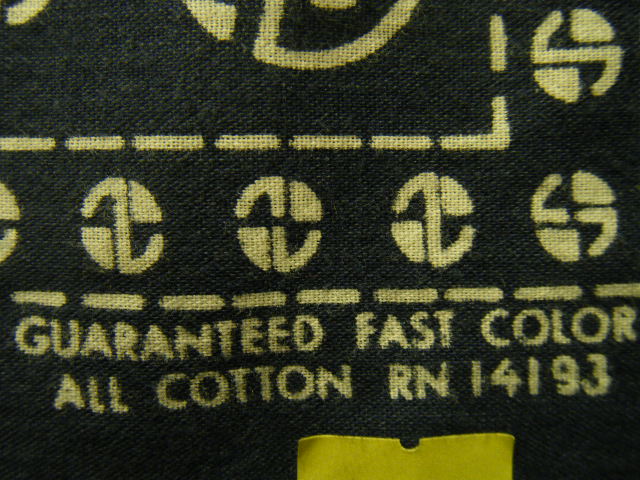 GUARANTEED FAST COLOR
ALL COTTON RN 14193